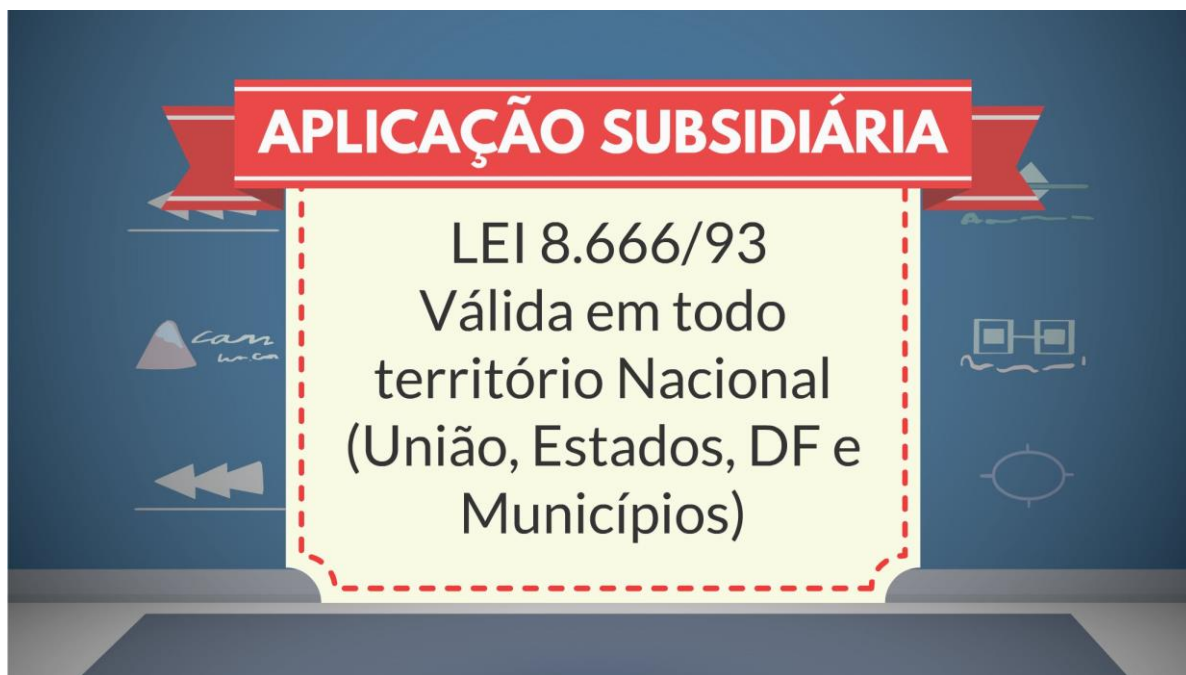 APLICAÇÃO SUBSIDIÁRIA
LEI 8.666/93
Válida em todo
território Nacional
(União, Estados, DF e
Municípios)